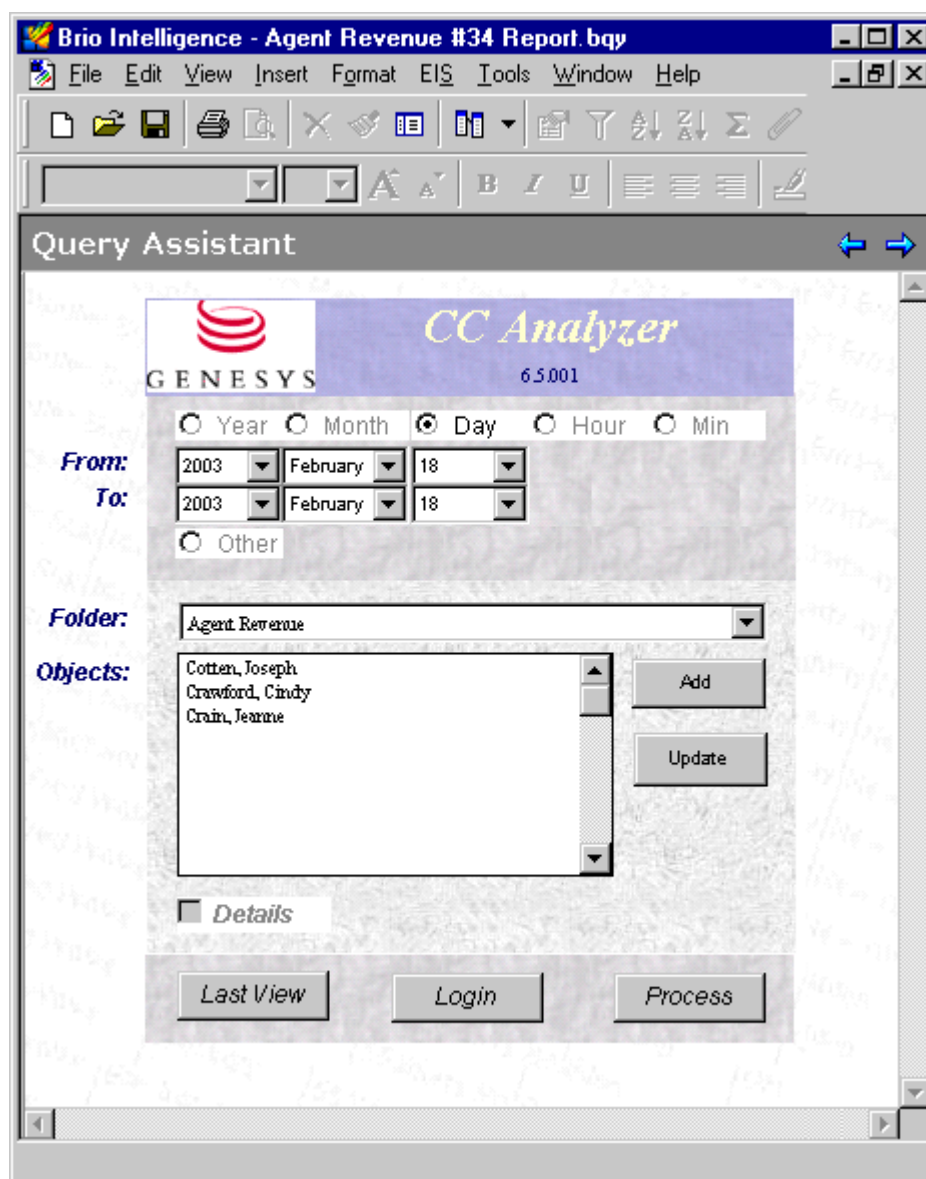 Brio Intelligence - Agent Revenue #34 Report.bqy
File Edit View Insert Format EIS Tools Window Help
B I U
Query Assistant
GENESYS
CC Analyzer
6.5.001
Year Month Day Hour Min
From: 2003 February 18
To: 2003 February 18
Other
Folder: Agent Revenue
Objects:
Cotten, Joseph
Crawford, Cindy
Crain, Jeanne
Add
Update
Details
Last View Login Process